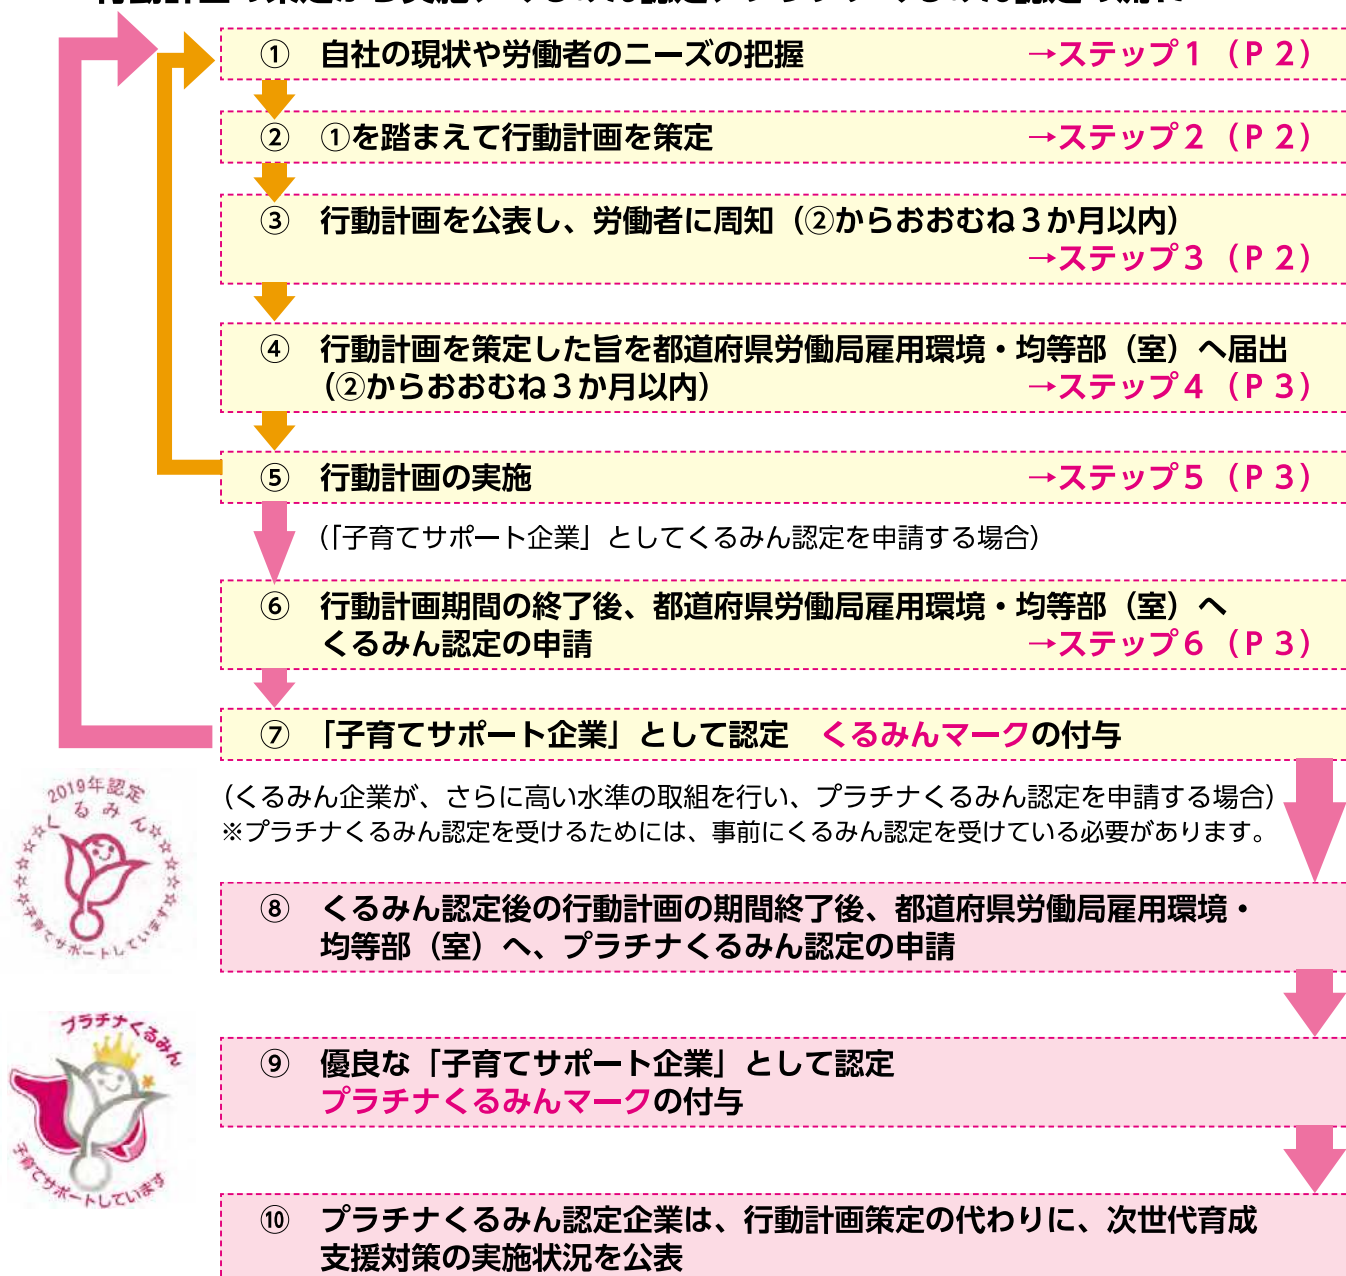 ① 自社の現状や労働者のニーズの把握 →ステップ1（P 2）
② ①を踏まえて行動計画を策定 →ステップ2（P 2）
③ 行動計画を公表し、労働者に周知（②からおおむね３か月以内）
→ステップ3（P 2）
④ 行動計画を策定した旨を都道府県労働局雇用環境・均等部（室）へ届出
（②からおおむね３か月以内） →ステップ4（P 3）
⑤ 行動計画の実施 →ステップ5（P 3）
（「子育てサポート企業」としてくるみん認定を申請する場合）
⑥ 行動計画期間の終了後、都道府県労働局雇用環境・均等部（室）へ
くるみん認定の申請 →ステップ6（P 3）
⑦ 「子育てサポート企業」として認定 くるみんマークの付与
2019年認定
くるみん
☆子育てサポートしています☆
（くるみん企業が、さらに高い水準の取組を行い、プラチナくるみん認定を申請する場合）
※プラチナくるみん認定を受けるためには、事前にくるみん認定を受けている必要があります。
⑧ くるみん認定後の行動計画の期間終了後、都道府県労働局雇用環境・
均等部（室）へ、プラチナくるみん認定の申請
プラチナくるみん
子育てサポートしています
⑨ 優良な「子育てサポート企業」として認定
プラチナくるみんマークの付与
⑩ プラチナくるみん認定企業は、行動計画策定の代わりに、次世代育成
支援対策の実施状況を公表